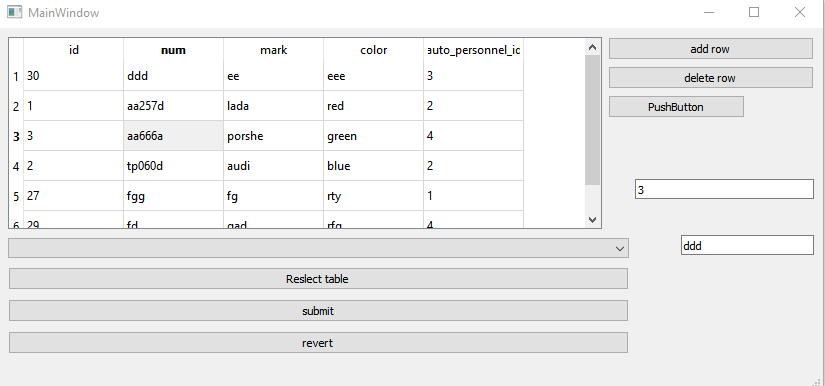 MainWindow
id num mark color auto_personnel_id
1 30 ddd ee eee 3
2 1 aa257d lada red 2
3 3 aa666a porshe green 4
4 2 tp060d audi blue 2
5 27 fgg fg rty 1
6 29 fd gad rfg 4
add row
delete row
PushButton
3
ddd
Reslect table
submit
revert